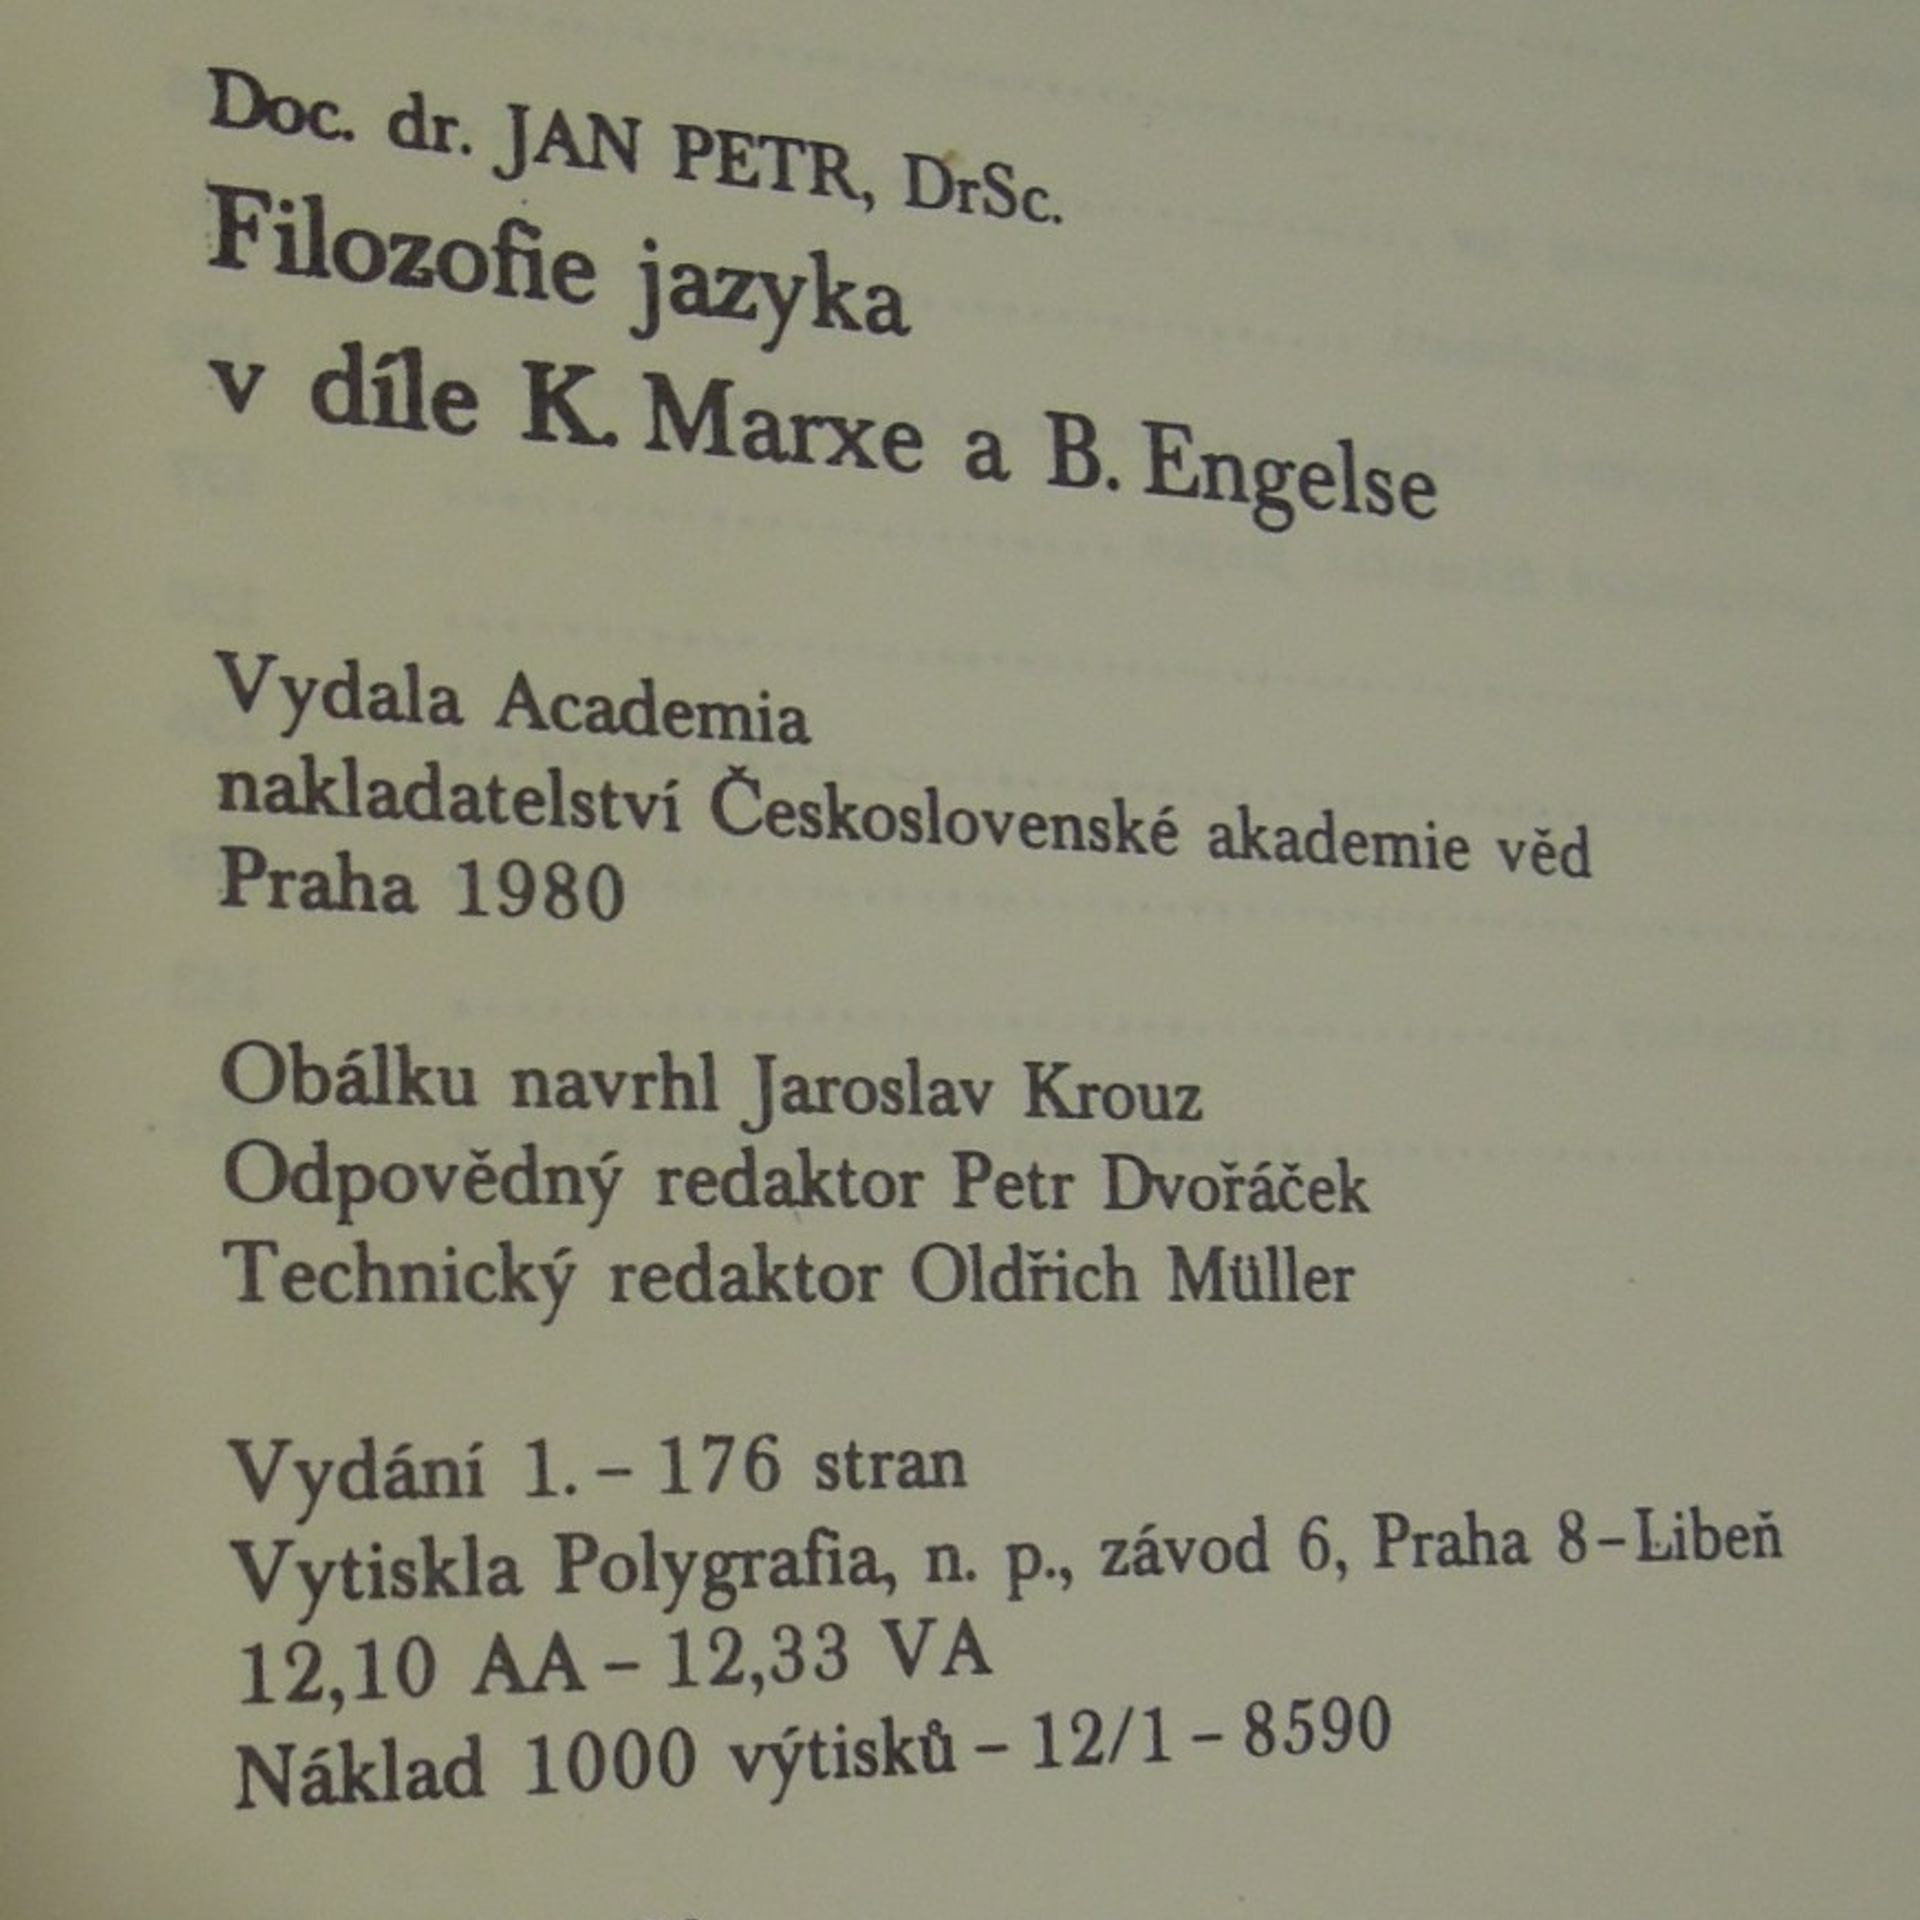 Doc. dr. JAN PETR, DrSc.
Filozofie jazyka
v díle K. Marxe a B. Engelse
Vydala Academia
nakladatelství Československé akademie věd
Praha 1980
Obálku navrhl Jaroslav Krouz
Odpovědný redaktor Petr Dvořáček
Technický redaktor Oldřich Müller
Vydání 1. – 176 stran
Vytiskla Polygrafia, n. p., závod 6, Praha 8–Libeň
12,10 AA – 12,33 VA
Náklad 1000 výtisků – 12/1 – 8590